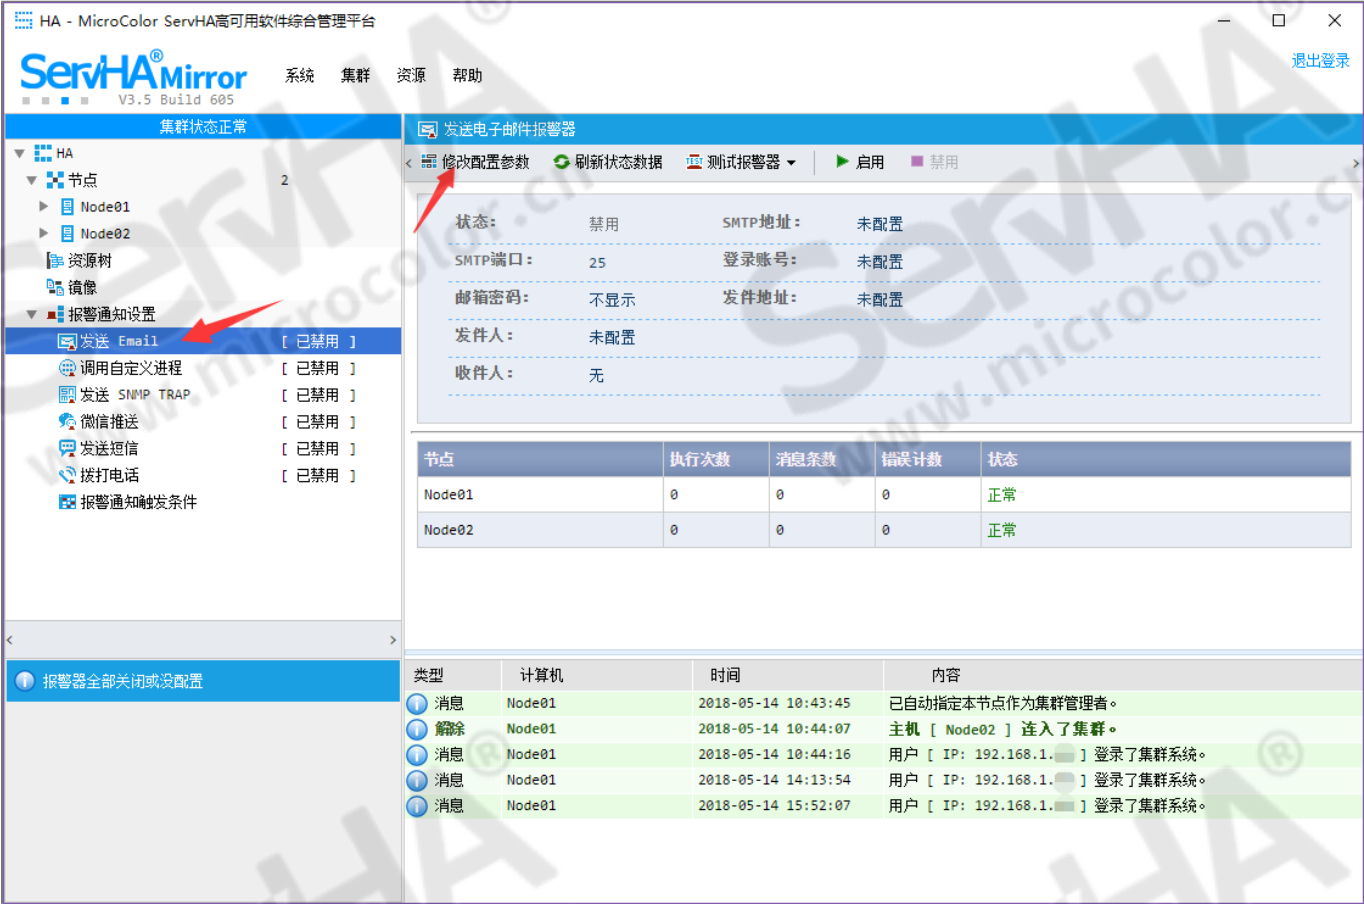 HA - MicroColor ServHA高可用软件综合管理平台
ServHA® Mirror
V3.5 Build 605
系统 集群 资源 帮助
退出登录
集群状态正常
HA
节点 2
Node01
Node02
资源树
镜像
报警通知设置
发送 Email [ 已禁用 ]
调用自定义进程 [ 已禁用 ]
发送 SNMP TRAP [ 已禁用 ]
微信推送 [ 已禁用 ]
发送短信 [ 已禁用 ]
拨打电话 [ 已禁用 ]
报警通知触发条件
报警器全部关闭或没配置
发送电子邮件报警器
修改配置参数 刷新状态数据 TEST 测试报警器 启用 禁用
状态: 禁用 SMTP地址: 未配置
SMTP端口: 25 登录账号: 未配置
邮箱密码: 不显示 发件地址: 未配置
发件人: 未配置
收件人: 无
节点 执行次数 消息条数 错误计数 状态
Node01 0 0 0 正常
Node02 0 0 0 正常
类型 计算机 时间 内容
消息 Node01 2018-05-14 10:43:45 已自动指定本节点作为集群管理者。
解除 Node01 2018-05-14 10:44:07 主机 [ Node02 ] 连入了集群。
消息 Node01 2018-05-14 10:44:16 用户 [ IP: 192.168.1. ] 登录了集群系统。
消息 Node01 2018-05-14 14:13:54 用户 [ IP: 192.168.1. ] 登录了集群系统。
消息 Node01 2018-05-14 15:52:07 用户 [ IP: 192.168.1. ] 登录了集群系统。
ServHA®
www.microcolor.cn
ServHA®
www.microcolor.cn